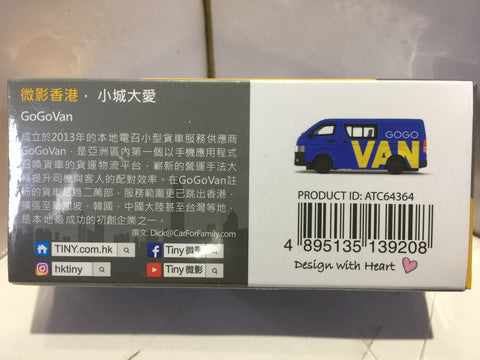 微影香港．小城大愛
GoGoVan
成立於2013年的本地電召小型貨車服務供應商
GoGoVan，是亞洲區內第一個以手機應用程式
召喚貨車的貨運物流平台，嶄新的營運手法大
幅提升司機與客人的配對效率。在GoGoVan註
冊的貨車超過二萬部，服務範圍更已跳出香港，
擴張至新加坡、韓國、中國大陸甚至台灣等地，
是本地最成功的初創企業之一。
撰文: Dick@CarForFamily.com
TINY.com.hk
Tiny 微影
hktiny
Tiny微影
GOGO
VAN
PRODUCT ID: ATC64364
4 895135 139208
Design with Heart